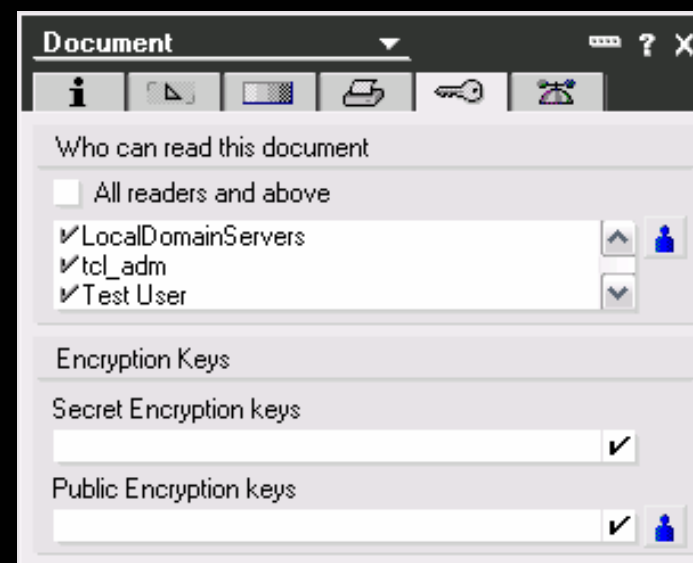 Document
? X
i
Who can read this document
All readers and above
LocalDomainServers
tcl_adm
Test User
Encryption Keys
Secret Encryption keys
Public Encryption keys